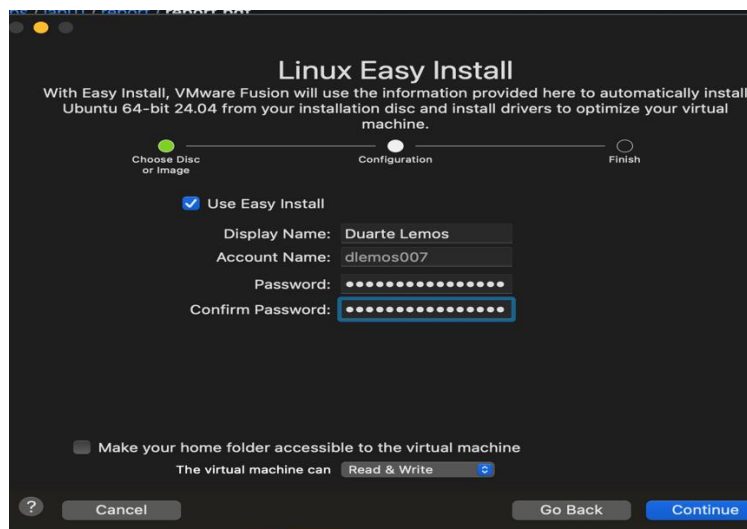 Linux Easy Install
With Easy Install, VMware Fusion will use the information provided here to automatically install
Ubuntu 64-bit 24.04 from your installation disc and install drivers to optimize your virtual
machine.
Choose Disc
or Image
Configuration
Finish
Use Easy Install
Display Name: Duarte Lemos
Account Name: dlemos007
Password: ●●●●●●●●●●●●●●●●
Confirm Password: ●●●●●●●●●●●●●●●●
Make your home folder accessible to the virtual machine
The virtual machine can Read & Write
? Cancel Go Back Continue